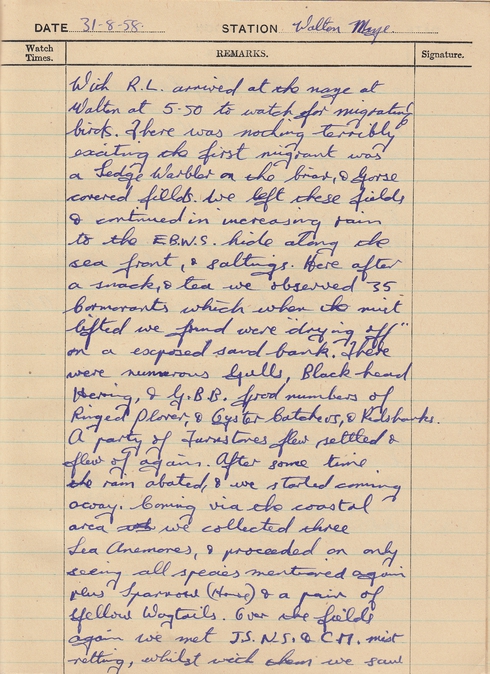 DATE 31-8-58. STATION Walton Naze.
Watch Times. REMARKS. Signature.
With R.L. arrived at the naze at
Walton at 5-50 to watch for migrating
birds. There was nothing terribly
exciting the first migrant was
a Sedge Warbler on the briar, & Gorse
covered fields. We left these fields
& continued in increasing rain
to the E.B.W.S. hide along the
sea front, & saltings. Here after
a snack, & tea we observed 35
Cormorants which when the mist
lifted we found were "drying off"
on a exposed sand bank. There
were numerous Gulls, Black head
Herring, & G.B.B. good numbers of
Ringed Plover, & Oyster Catchers, & Redshanks.
A party of Turnstones flew settled &
flew of again. After some time
the rain abated, & we started coming
away. Coming via the coastal
area we collected three
Sea Anemones, & proceeded on only
seeing all species mentioned again
plus Sparrow (House) & a pair of
Yellow Wagtails. Over the fields
again we met J.S. N.S. & C.M. mist
netting, whilst with them we saw